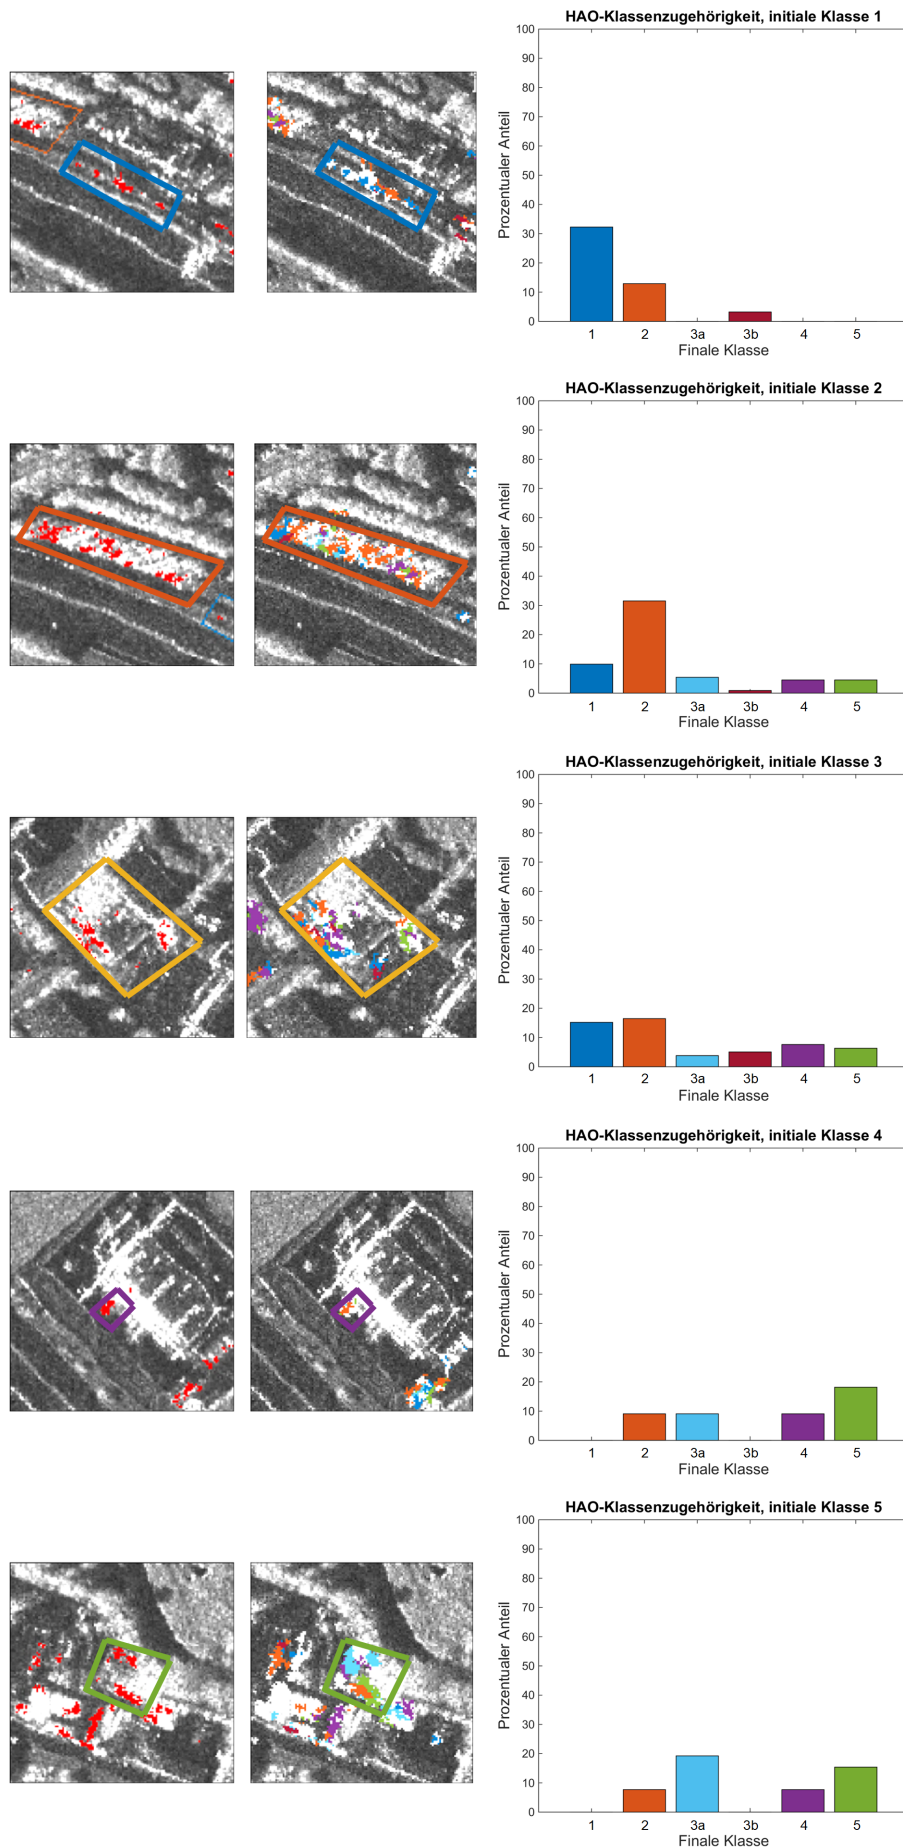 HAO-Klassenzugehörigkeit, initiale Klasse 1
100
90
80
70
60
50
40
30
20
10
0
Prozentualer Anteil
1 2 3a 3b 4 5
Finale Klasse
HAO-Klassenzugehörigkeit, initiale Klasse 2
100
90
80
70
60
50
40
30
20
10
0
Prozentualer Anteil
1 2 3a 3b 4 5
Finale Klasse
HAO-Klassenzugehörigkeit, initiale Klasse 3
100
90
80
70
60
50
40
30
20
10
0
Prozentualer Anteil
1 2 3a 3b 4 5
Finale Klasse
HAO-Klassenzugehörigkeit, initiale Klasse 4
100
90
80
70
60
50
40
30
20
10
0
Prozentualer Anteil
1 2 3a 3b 4 5
Finale Klasse
HAO-Klassenzugehörigkeit, initiale Klasse 5
100
90
80
70
60
50
40
30
20
10
0
Prozentualer Anteil
1 2 3a 3b 4 5
Finale Klasse